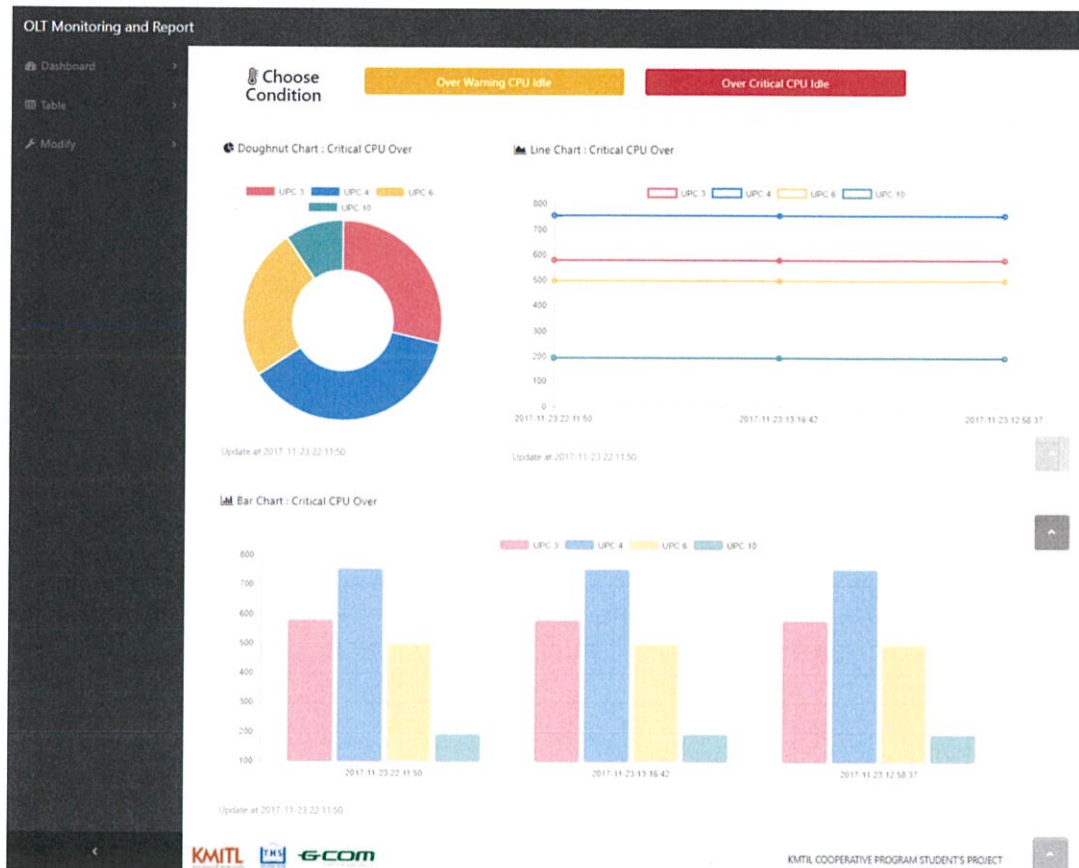 OLT Monitoring and Report
Dashboard
Table
Modify
Choose
Condition
Over Warning CPU Idle
Over Critical CPU Idle
Doughnut Chart : Critical CPU Over
UPC 3 UPC 4 UPC 6
UPC 10
Update at 2017-11-23 22:11:50
Line Chart : Critical CPU Over
UPC 3 UPC 4 UPC 6 UPC 10
800
700
600
500
400
300
200
100
0
2017-11-23 22:11:50 2017-11-23 13:16:42 2017-11-23 12:58:37
Update at 2017-11-23 22:11:50
Bar Chart : Critical CPU Over
UPC 3 UPC 4 UPC 6 UPC 10
800
700
600
500
400
300
200
100
2017-11-23 22:11:50 2017-11-23 13:16:42 2017-11-23 12:58:37
Update at 2017-11-23 22:11:50
KMITL THS G-COM
KMTIL COOPERATIVE PROGRAM STUDENT'S PROJECT